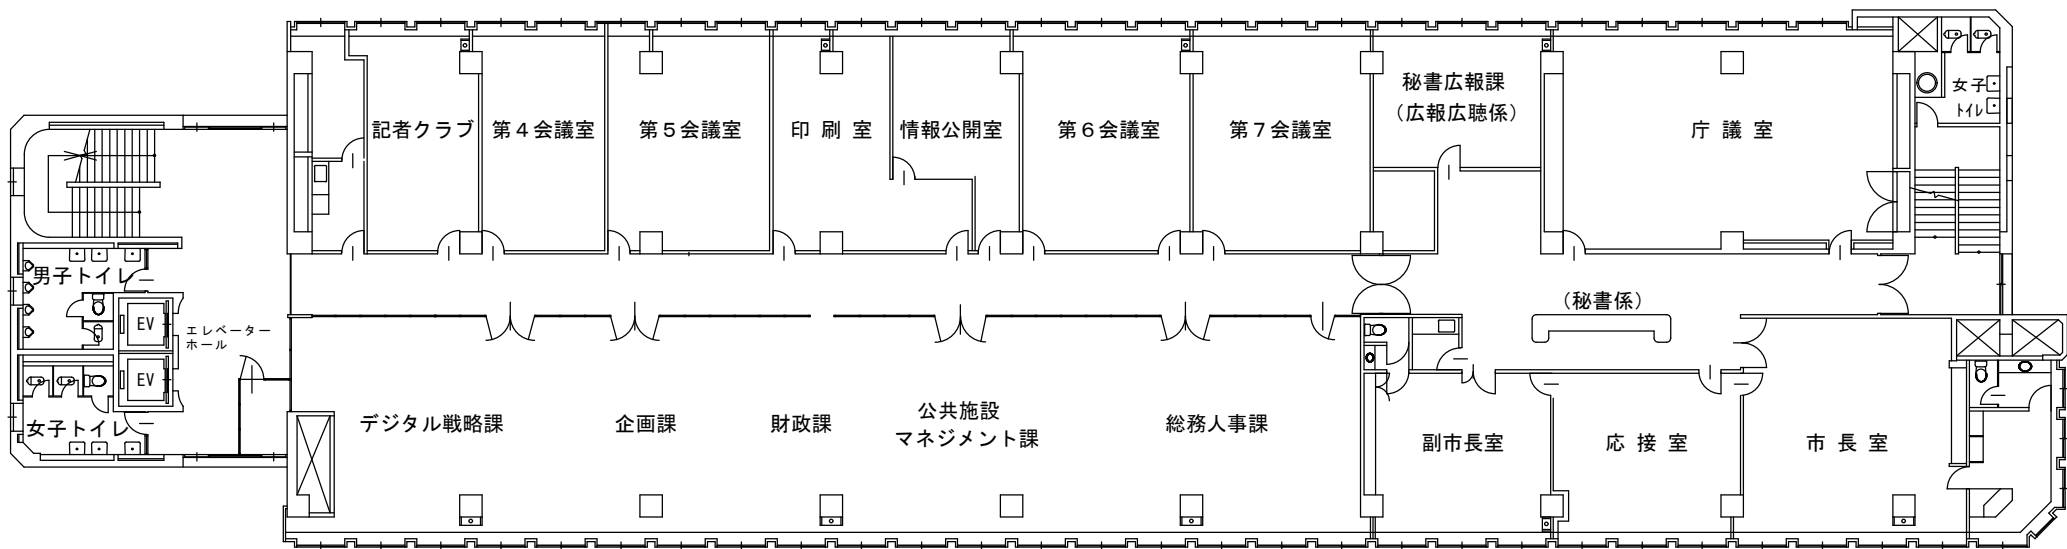 記者クラブ
第4会議室
第5会議室
印刷室
情報公開室
第6会議室
第7会議室
秘書広報課
(広報広聴係)
庁議室
女子
トイレ
男子トイレ
EV
EV
エレベーター
ホール
女子トイレ
(秘書係)
デジタル戦略課
企画課
財政課
公共施設
マネジメント課
総務人事課
副市長室
応接室
市長室